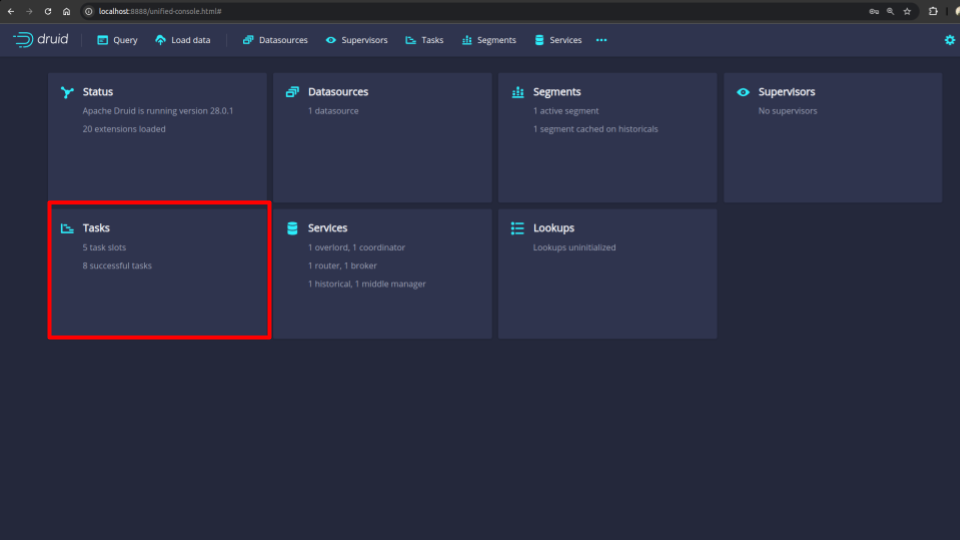 localhost:8888/unified-console.html#
druid Query Load data Datasources Supervisors Tasks Segments Services
Status
Apache Druid is running version 28.0.1
20 extensions loaded
Datasources
1 datasource
Segments
1 active segment
1 segment cached on historicals
Supervisors
No supervisors
Tasks
5 task slots
8 successful tasks
Services
1 overlord, 1 coordinator
1 router, 1 broker
1 historical, 1 middle manager
Lookups
Lookups uninitialized